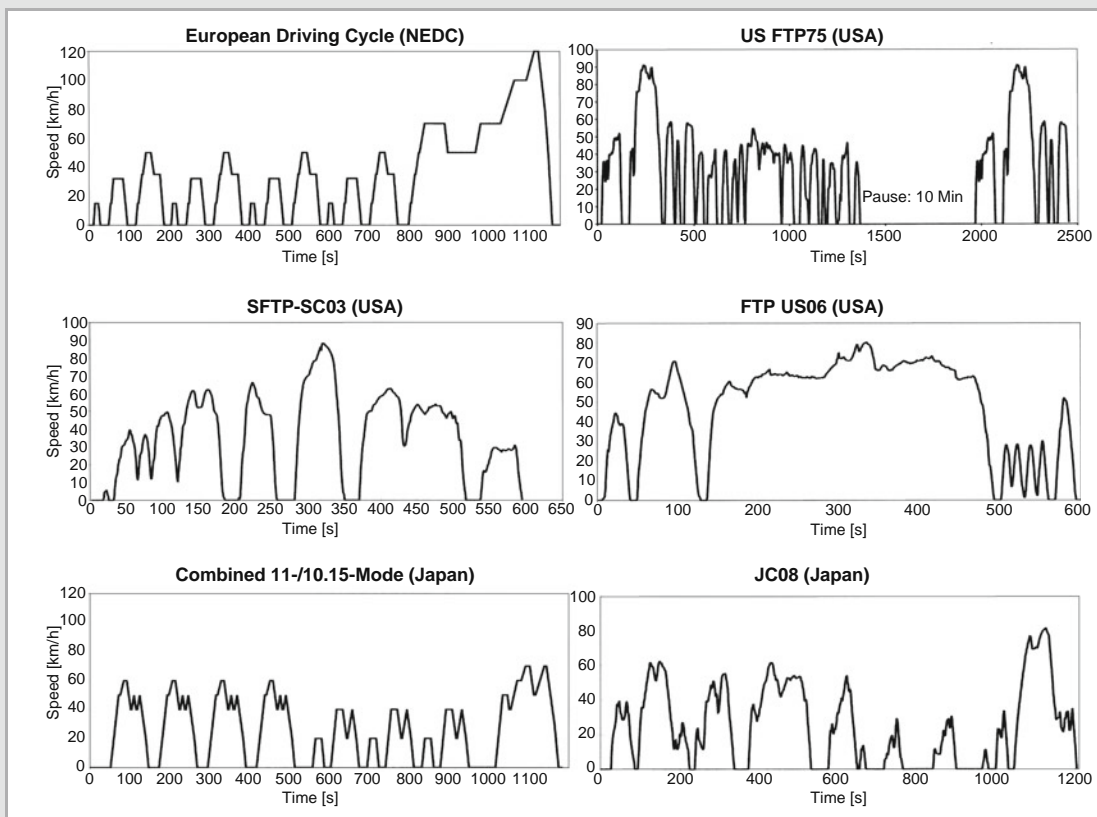 European Driving Cycle (NEDC)
120
100
80
60
40
20
0
Speed [km/h]
0 100 200 300 400 500 600 700 800 900 1000 1100
Time [s]
US FTP75 (USA)
100
90
80
70
60
50
40
30
20
10
0
Pause: 10 Min
0 500 1000 1500 2000 2500
Time [s]
SFTP-SC03 (USA)
100
90
80
70
60
50
40
30
20
10
0
Speed [km/h]
0 50 100 150 200 250 300 350 400 450 500 550 600 650
Time [s]
FTP US06 (USA)
90
80
70
60
50
40
30
20
10
0
0 100 200 300 400 500 600
Time [s]
Combined 11-/10.15-Mode (Japan)
120
100
80
60
40
20
0
Speed [km/h]
0 100 200 300 400 500 600 700 800 900 1000 1100
Time [s]
JC08 (Japan)
100
80
60
40
20
0
0 200 400 600 800 1000 1200
Time [s]